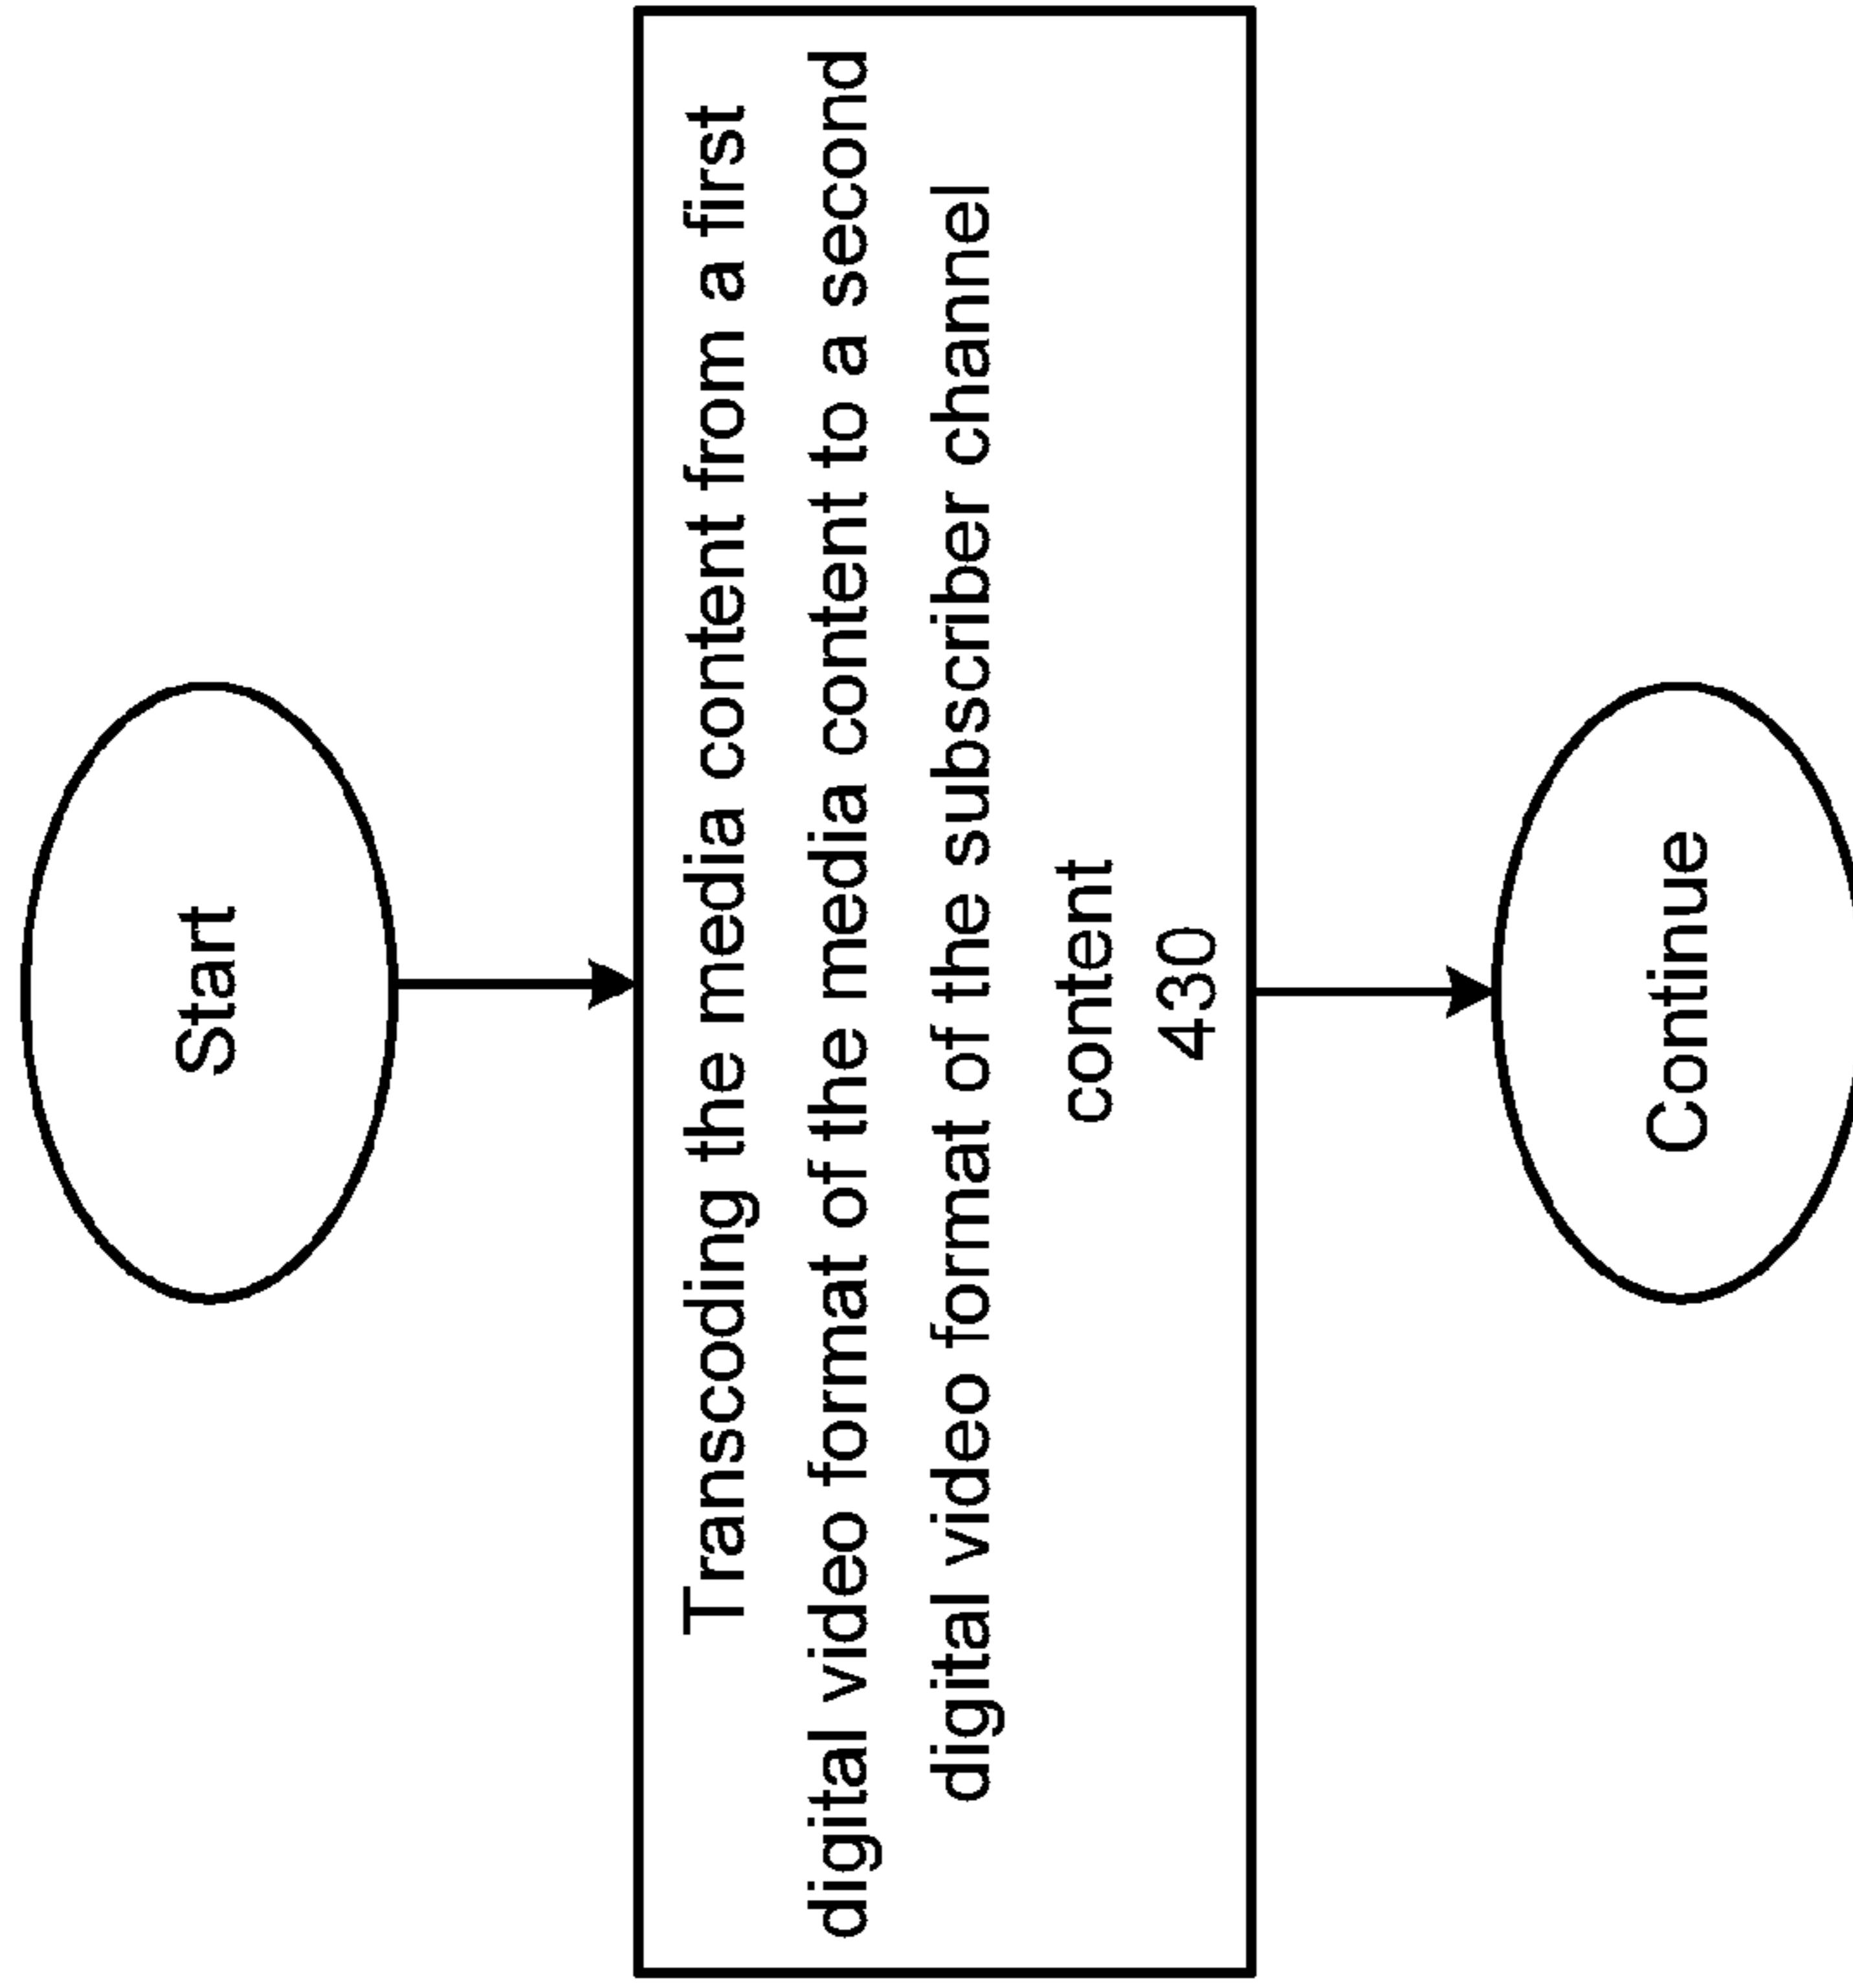 Start
Transcoding the media content from a first
digital video format of the media content to a second
digital video format of the subscriber channel
content
430
Continue